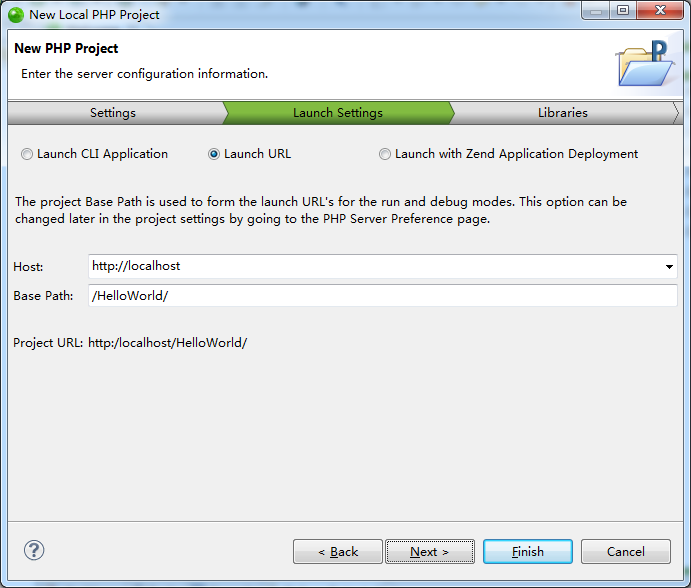 New Local PHP Project
New PHP Project
Enter the server configuration information.
Settings
Launch Settings
Libraries
Launch CLI Application
Launch URL
Launch with Zend Application Deployment
The project Base Path is used to form the launch URL's for the run and debug modes. This option can be
changed later in the project settings by going to the PHP Server Preference page.
Host: http://localhost
Base Path: /HelloWorld/
Project URL: http:/localhost/HelloWorld/
?
< Back
Next >
Finish
Cancel